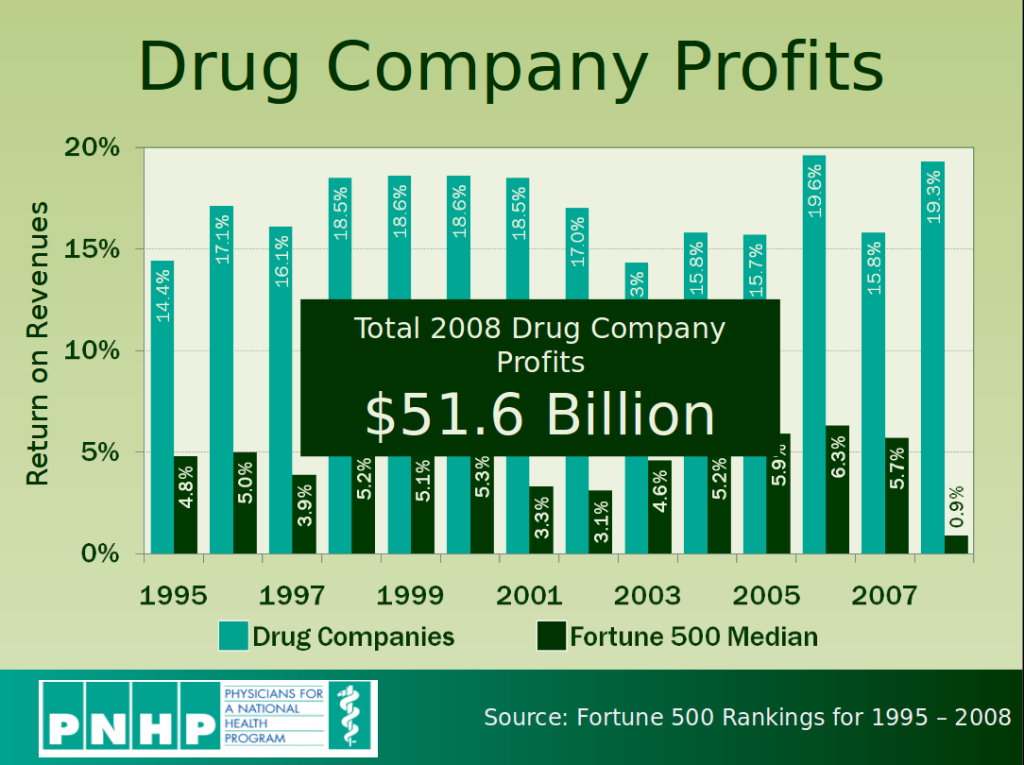 Drug Company Profits
Return on Revenues
20%
15%
10%
5%
0%
14.4%
4.8%
17.1%
5.0%
16.1%
3.9%
18.5%
5.2%
18.6%
5.1%
18.6%
5.3%
18.5%
3.3%
17.0%
3.1%
3%
4.6%
15.8%
5.2%
15.7%
5.9%
19.6%
6.3%
15.8%
5.7%
19.3%
0.9%
Total 2008 Drug Company
Profits
$51.6 Billion
1995 1997 1999 2001 2003 2005 2007
Drug Companies Fortune 500 Median
PNHP
PHYSICIANS FOR
A NATIONAL
HEALTH
PROGRAM
Source: Fortune 500 Rankings for 1995 – 2008